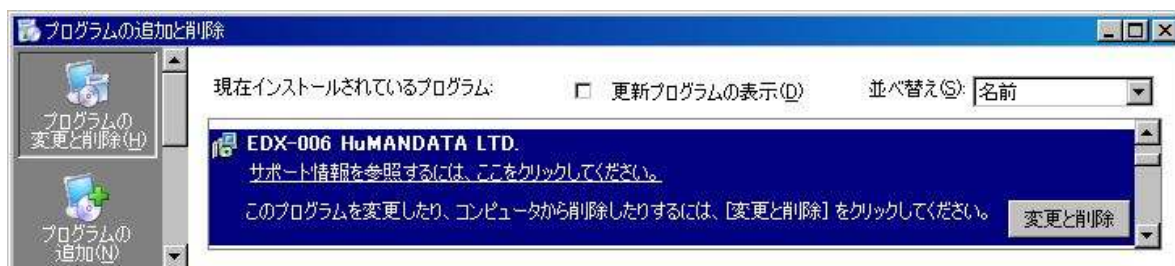 プログラムの追加と削除
現在インストールされているプログラム:
更新プログラムの表示(D)
並べ替え(S):
名前
プログラムの
変更と削除(H)
EDX-006 HuMANDATA LTD.
サポート情報を参照するには、ここをクリックしてください。
このプログラムを変更したり、コンピュータから削除したりするには、[変更と削除] をクリックしてください。
変更と削除
プログラムの
追加(N)